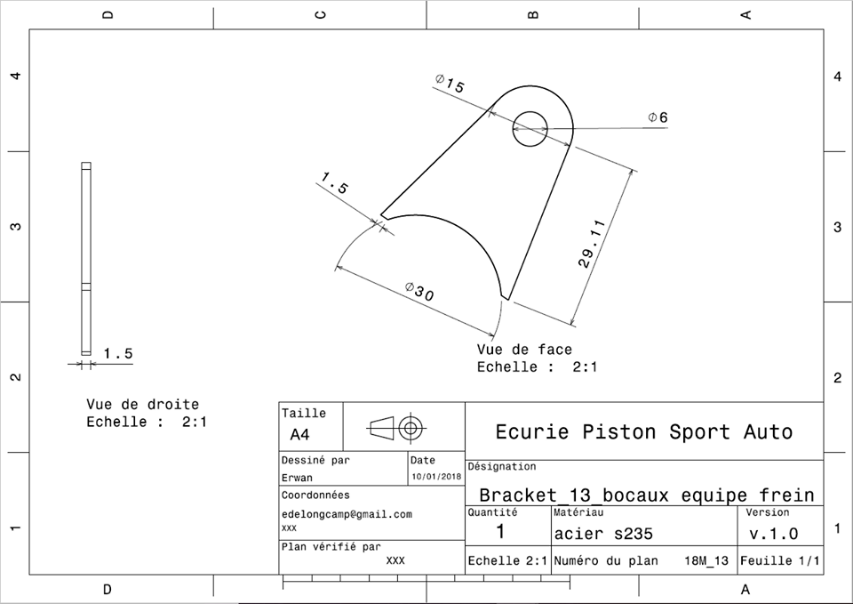 D C B A
4 4
Ø15
Ø6
1.5
3 3
29.11
Ø30
1.5
Vue de face
Echelle : 2:1
2 2
Vue de droite
Echelle : 2:1
Taille
A4
Ecurie Piston Sport Auto
Dessiné par
Erwan
Date
10/01/2018
Désignation
Bracket_13_bocaux equipe frein
Coordonnées
edelongcamp@gmail.com
xxx
Quantité
1
Matériau
acier s235
Version
v.1.0
1 1
Plan vérifié par
XXX
Echelle 2:1
Numéro du plan 18M_13
Feuille 1/1
D A